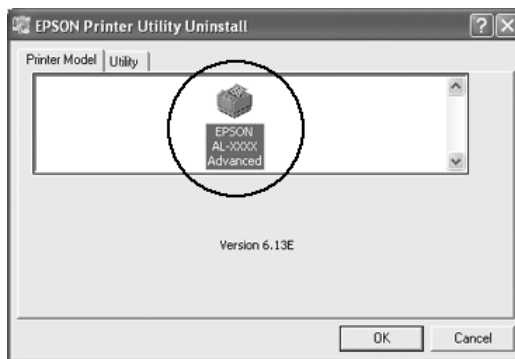 EPSON Printer Utility Uninstall
Printer Model
Utility
EPSON
AL-XXXX
Advanced
Version 6.13E
OK
Cancel